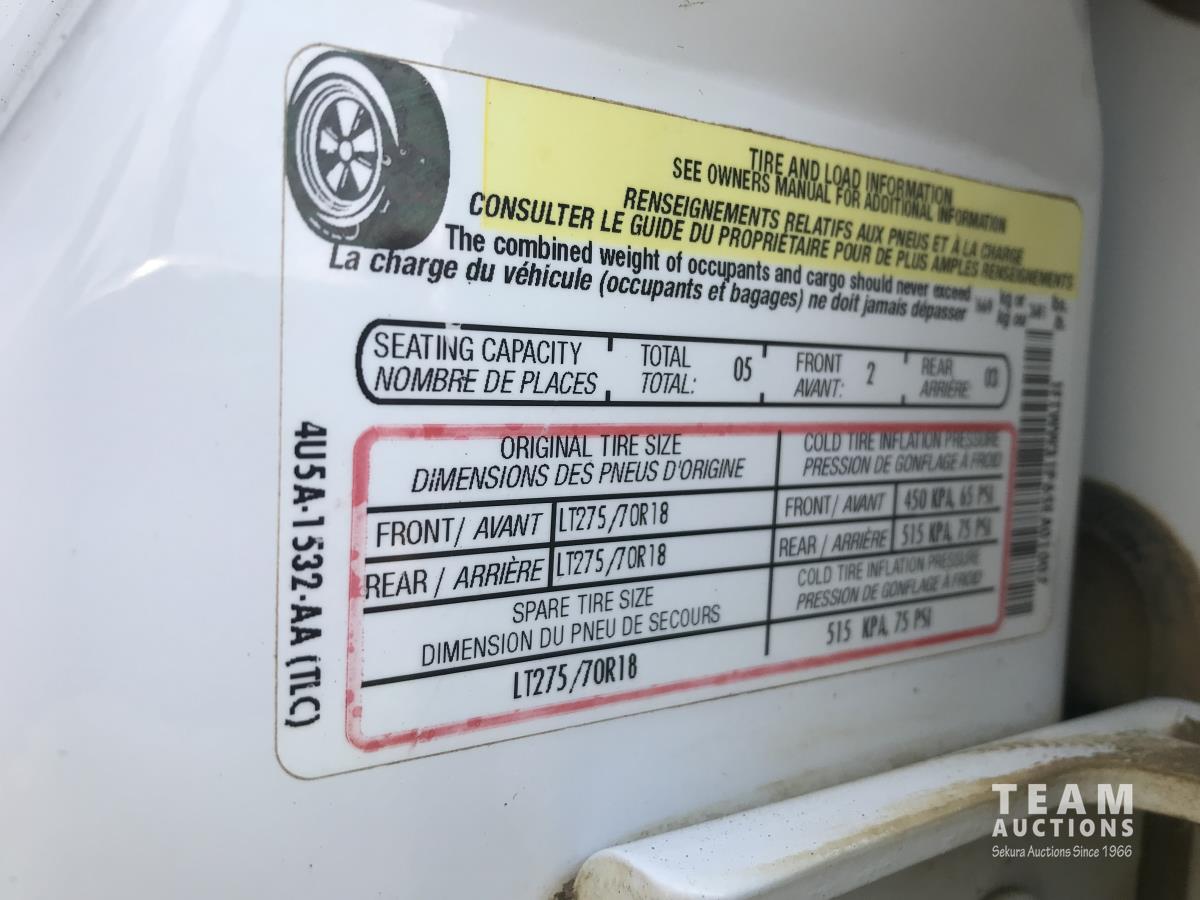 TIRE AND LOAD INFORMATION
SEE OWNERS MANUAL FOR ADDITIONAL INFORMATION
RENSEIGNEMENTS RELATIFS AUX PNEUS ET À LA CHARGE
CONSULTER LE GUIDE DU PROPRIÉTAIRE POUR DE PLUS AMPLES RENSEIGNEMENTS
The combined weight of occupants and cargo should never exceed kg or lbs.
La charge du véhicule (occupants et bagages) ne doit jamais dépasser kg ou lb.
SEATING CAPACITY TOTAL 05 FRONT 2 REAR 03
NOMBRE DE PLACES TOTAL: AVANT: ARRIÈRE:
ORIGINAL TIRE SIZE COLD TIRE INFLATION PRESSURE
DIMENSIONS DES PNEUS D'ORIGINE PRESSION DE GONFLAGE À FROID
FRONT/ AVANT LT275/70R18 FRONT/ AVANT 450 KPA, 65 PSI
REAR / ARRIÈRE LT275/70R18 REAR / ARRIÈRE 515 KPA, 75 PSI
SPARE TIRE SIZE COLD TIRE INFLATION PRESSURE
DIMENSION DU PNEU DE SECOURS PRESSION DE GONFLAGE À FROID
LT275/70R18 515 KPA, 75 PSI
4U5A-1532-AA (TLC)
TEAM
AUCTIONS
Sekura Auctions Since 1966